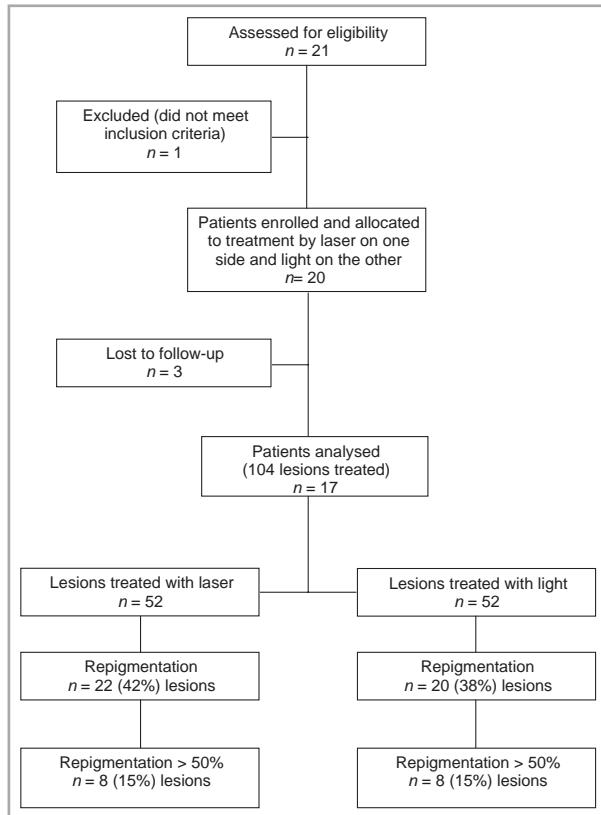 Assessed for eligibility
n = 21
Excluded (did not meet
inclusion criteria)
n = 1
Patients enrolled and allocated
to treatment by laser on one
side and light on the other
n= 20
Lost to follow-up
n = 3
Patients analysed
(104 lesions treated)
n = 17
Lesions treated with laser
n = 52
Lesions treated with light
n = 52
Repigmentation
n = 22 (42%) lesions
Repigmentation
n = 20 (38%) lesions
Repigmentation > 50%
n = 8 (15%) lesions
Repigmentation > 50%
n = 8 (15%) lesions